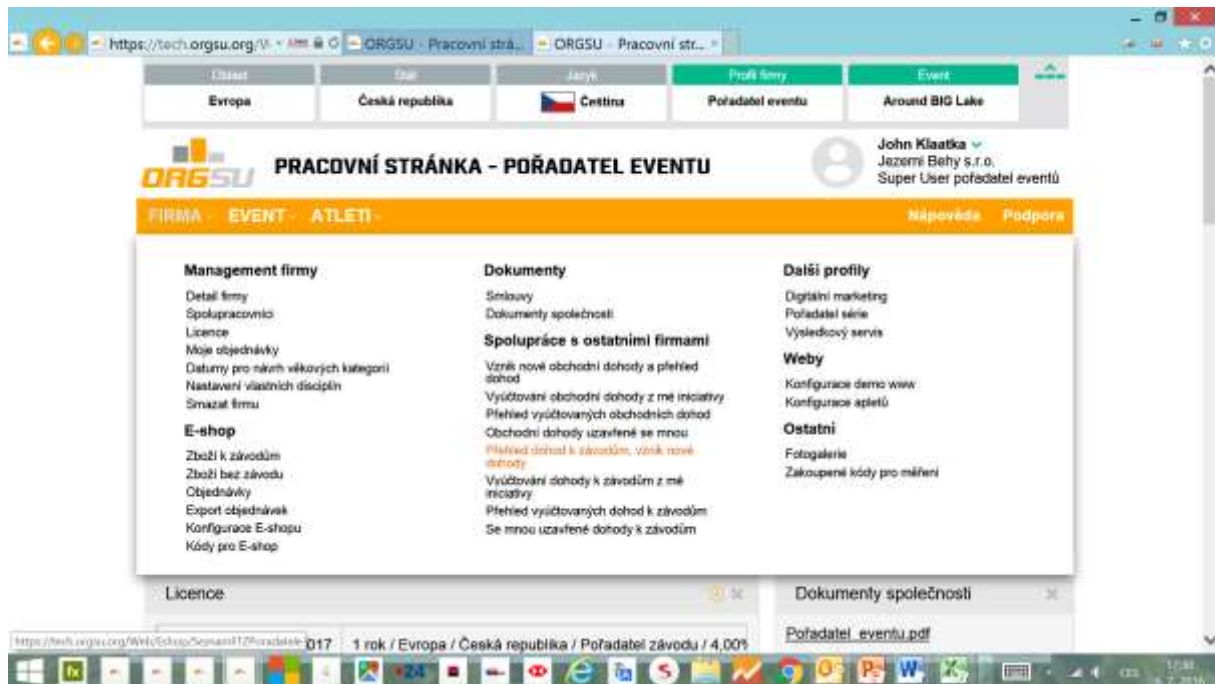 https://tech.orgsu.org/
ORGSU - Pracovní strá...
ORGSU - Pracovní str...
Oblast Stát Jazyk Profil firmy Event
Evropa Česká republika Čeština Pořadatel eventu Around BIG Lake
ORGSU
PRACOVNÍ STRÁNKA - POŘADATEL EVENTU
John Klaatka
Jezerni Behy s.r.o.
Super User pořadatel eventů
FIRMA EVENT ATLETI Nápověda Podpora
Management firmy
Detail firmy
Spolupracovníci
Licence
Moje objednávky
Datumy pro návrh věkových kategorií
Nastavení vlastních disciplín
Smazat firmu
E-shop
Zboží k závodům
Zboží bez závodu
Objednávky
Export objednávek
Konfigurace E-shopu
Kódy pro E-shop
Dokumenty
Smlouvy
Dokumenty společnosti
Spolupráce s ostatními firmami
Vznik nové obchodní dohody a přehled
dohod
Vyúčtování obchodní dohody z mé iniciativy
Přehled vyúčtovaných obchodních dohod
Obchodní dohody uzavřené se mnou
Přehled dohod k závodům, vznik nové
dohody
Vyúčtování dohody k závodům z mé
iniciativy
Přehled vyúčtovaných dohod k závodům
Se mnou uzavřené dohody k závodům
Další profily
Digitální marketing
Pořadatel série
Výsledkový servis
Weby
Konfigurace demo www
Konfigurace apletů
Ostatní
Fotogalerie
Zakoupené kódy pro měření
Licence
Dokumenty společnosti
017 1 rok / Evropa / Česká republika / Pořadatel závodu / 4,00%
Pořadatel_eventu.pdf